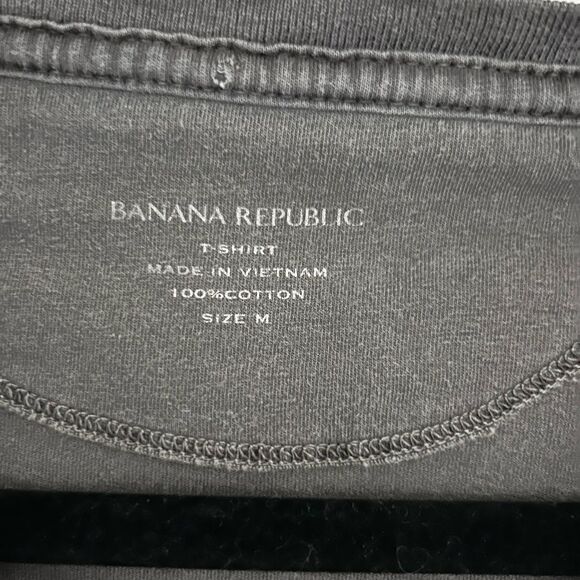 BANANA REPUBLIC
T-SHIRT
MADE IN VIETNAM
100%COTTON
SIZE M